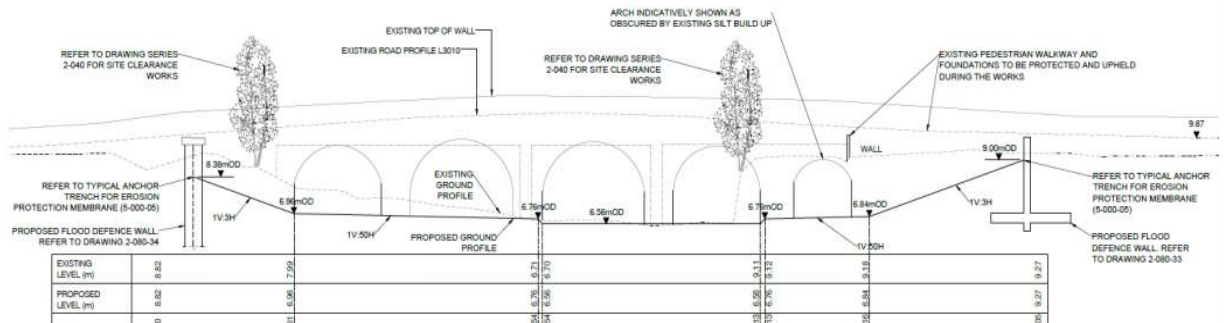 ARCH INDICATIVELY SHOWN AS
OBSCURED BY EXISTING SILT BUILD UP
EXISTING TOP OF WALL
EXISTING ROAD PROFILE L3010
REFER TO DRAWING SERIES
2-040 FOR SITE CLEARANCE
WORKS
REFER TO DRAWING SERIES
2-040 FOR SITE CLEARANCE
WORKS
EXISTING PEDESTRIAN WALKWAY AND
FOUNDATIONS TO BE PROTECTED AND UPHELD
DURING THE WORKS
9.87
WALL
8.38mOD
9.00mOD
EXISTING
GROUND
PROFILE
REFER TO TYPICAL ANCHOR
TRENCH FOR EROSION
PROTECTION MEMBRANE (5-000-05)
REFER TO TYPICAL ANCHOR
TRENCH FOR EROSION
PROTECTION MEMBRANE
(5-000-05)
1V:3H
6.96mOD
6.76mOD
6.56mOD
6.76mOD
6.84mOD
1V:3H
PROPOSED FLOOD DEFENCE WALL.
REFER TO DRAWING 2-080-34
1V:50H
PROPOSED GROUND
PROFILE
1V:50H
PROPOSED FLOOD
DEFENCE WALL. REFER
TO DRAWING 2-080-33
EXISTING
LEVEL (m)
8.82
7.99
6.71
6.70
9.11
9.12
9.18
9.27
PROPOSED
LEVEL (m)
8.82
6.96
6.76
6.56
6.56
6.76
6.84
9.27